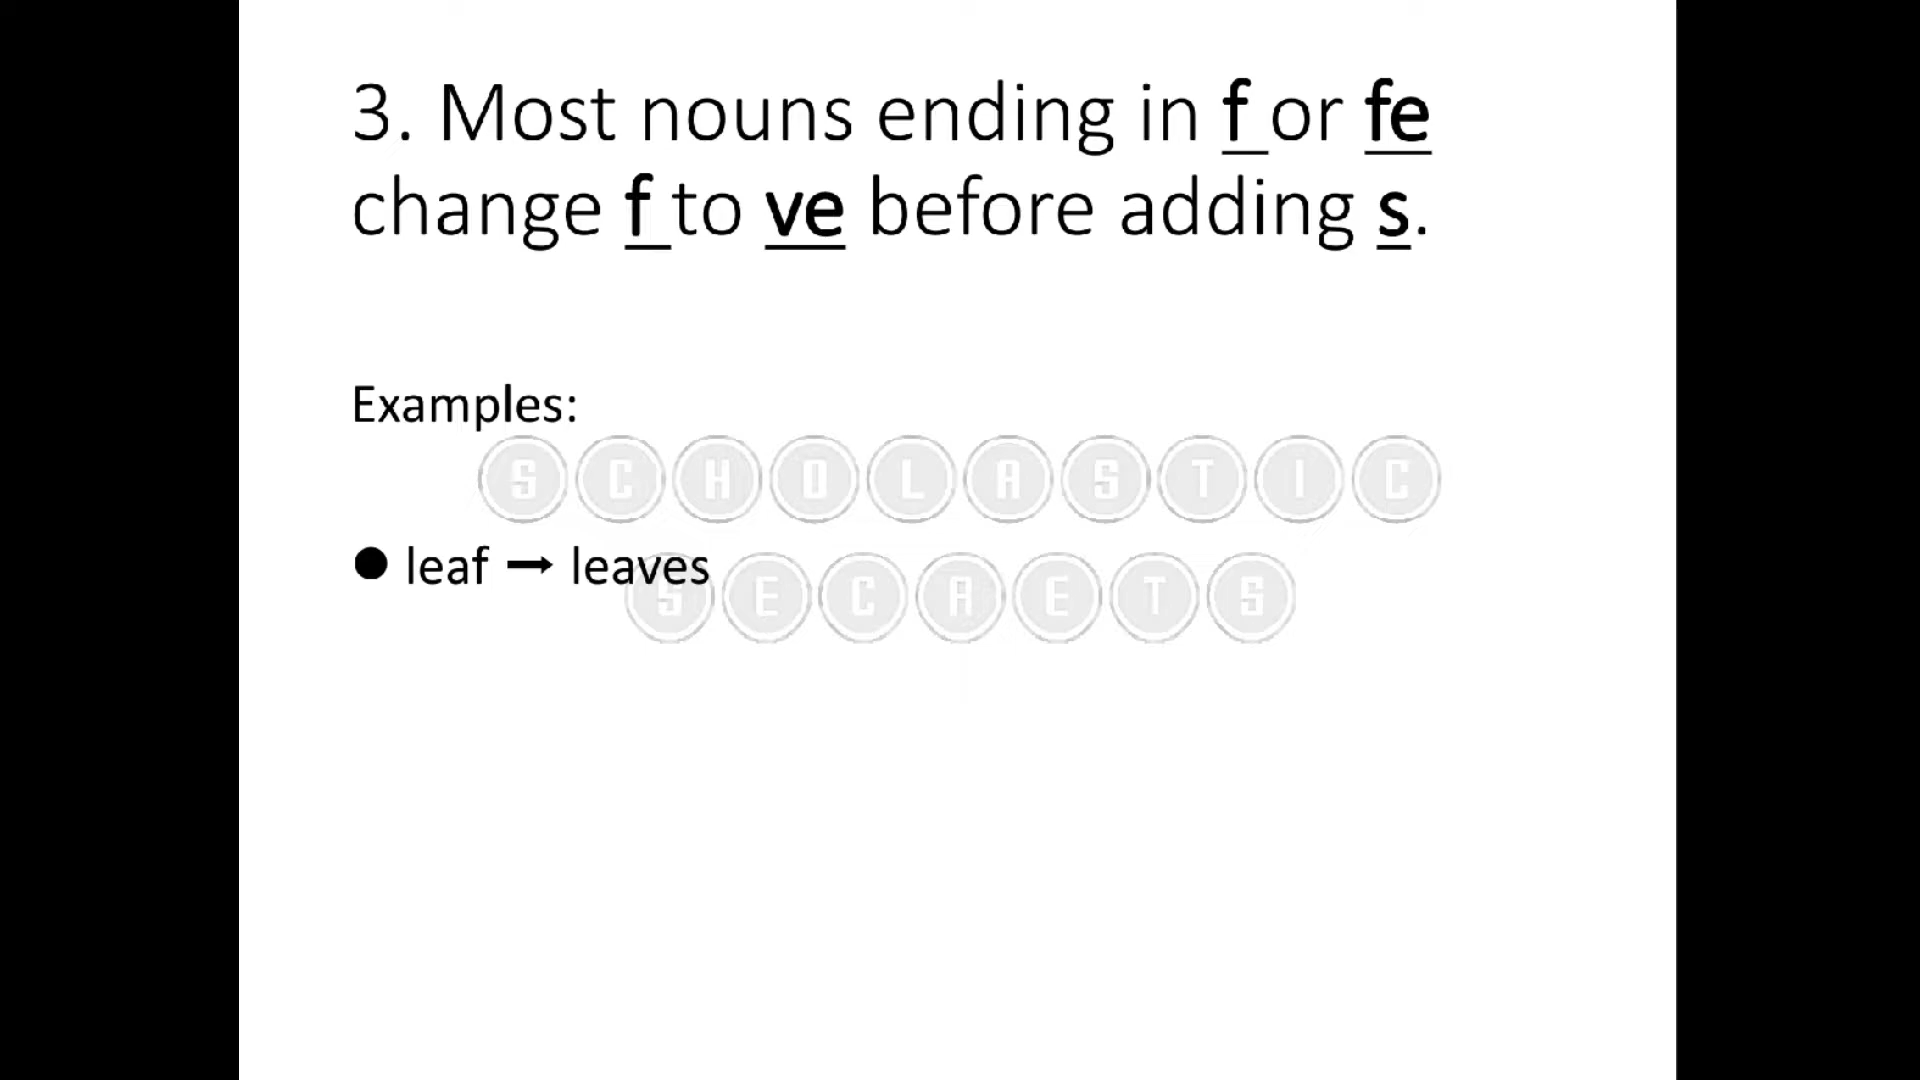 3. Most nouns ending in f or fe
change f to ve before adding s.
Examples:
SCHOLASTIC
● leaf → leaves
SECRETS